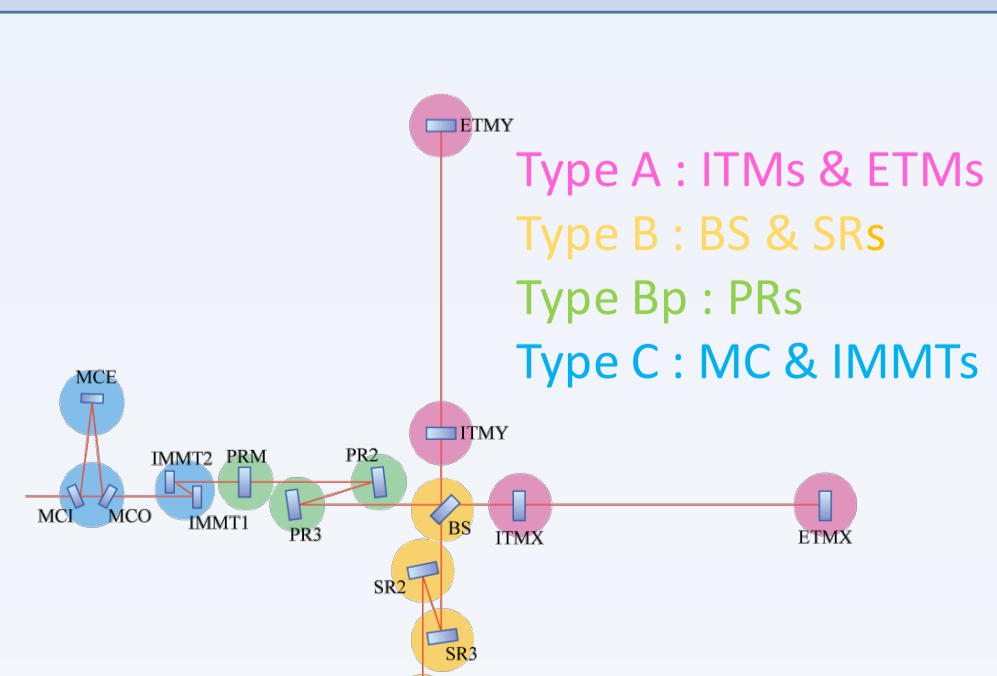 ETMY
Type A : ITMs & ETMs
Type B : BS & SRs
Type Bp : PRs
Type C : MC & IMMTs
MCE
ITMY
IMMT2
PRM
PR2
MCI
MCO
IMMT1
PR3
BS
ITMX
ETMX
SR2
SR3